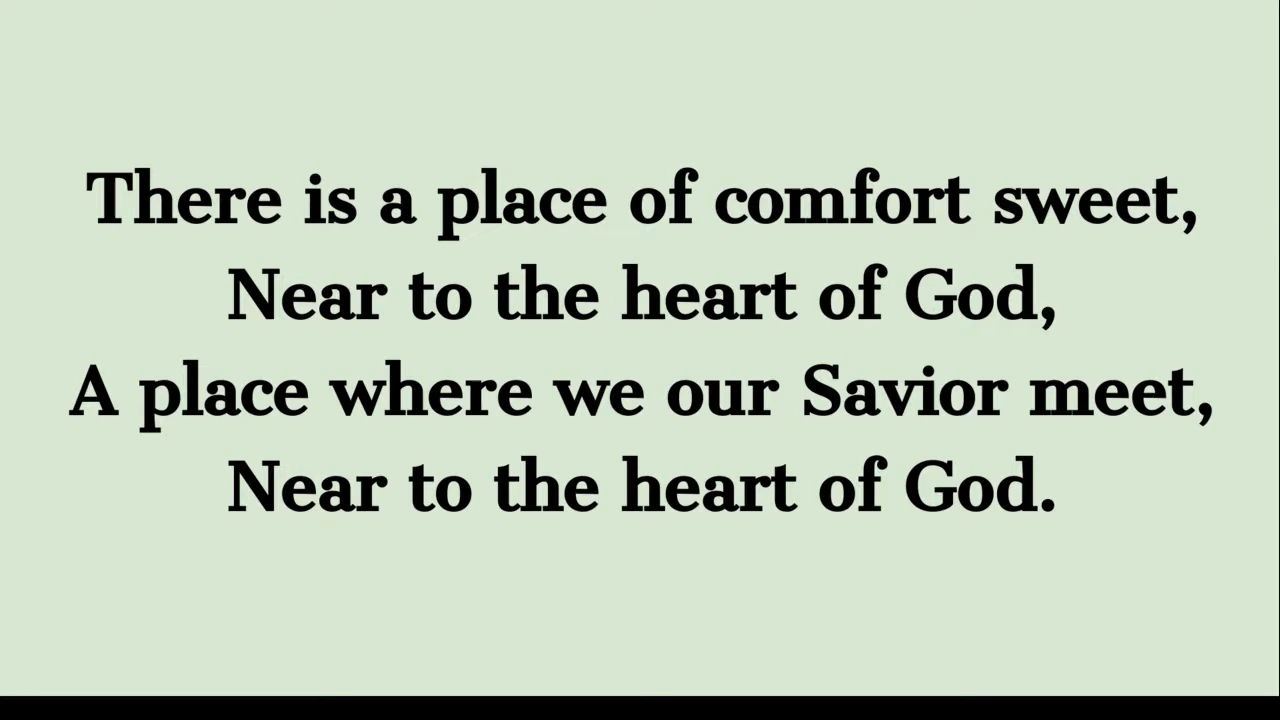 There is a place of comfort sweet,
Near to the heart of God,
A place where we our Savior meet,
Near to the heart of God.